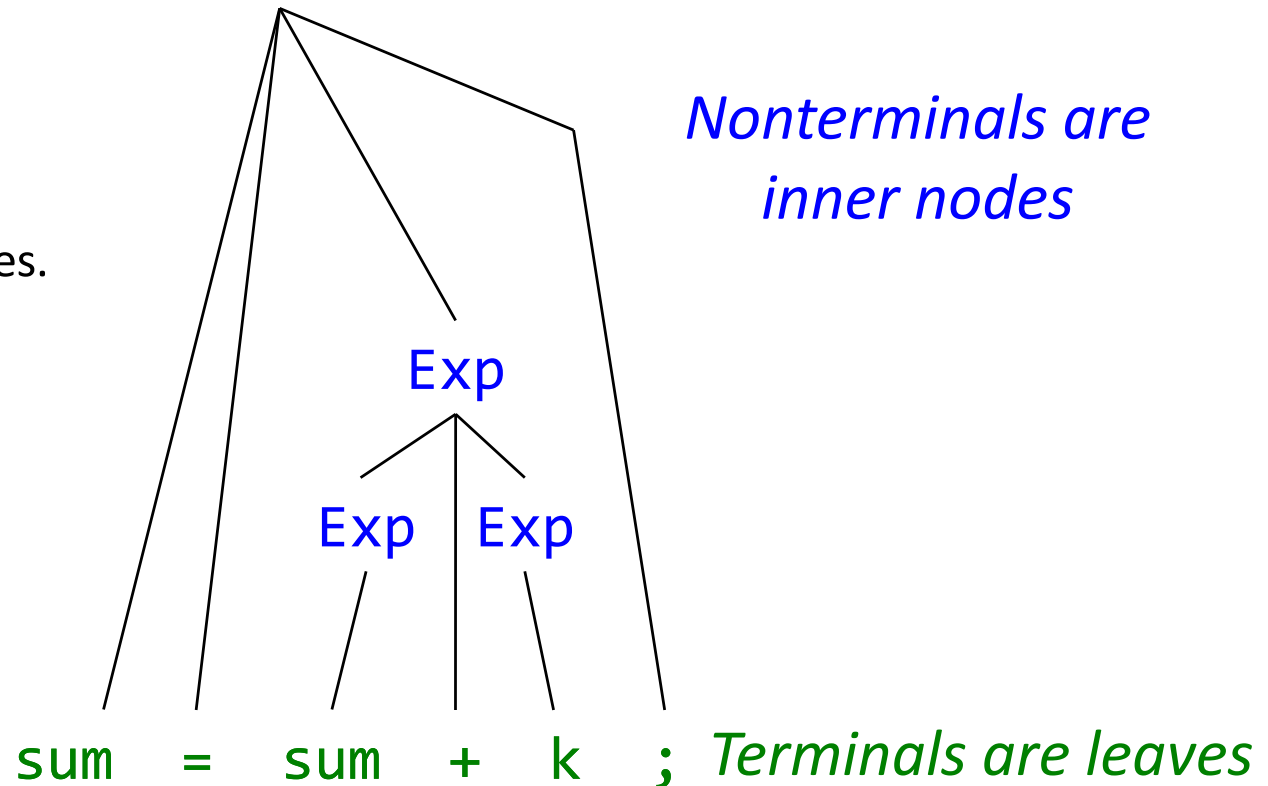 Nonterminals are
inner nodes
es.
Exp
Exp Exp
sum = sum + k ; Terminals are leaves